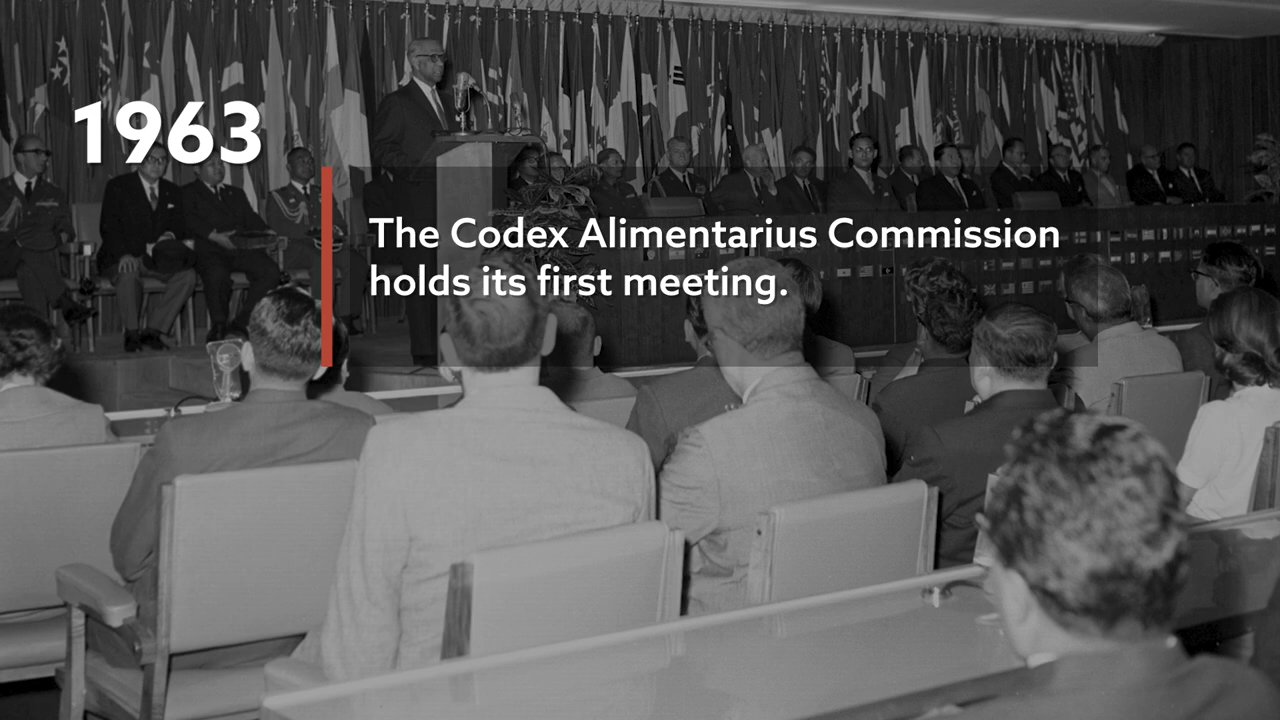 1963
The Codex Alimentarius Commission
holds its first meeting.